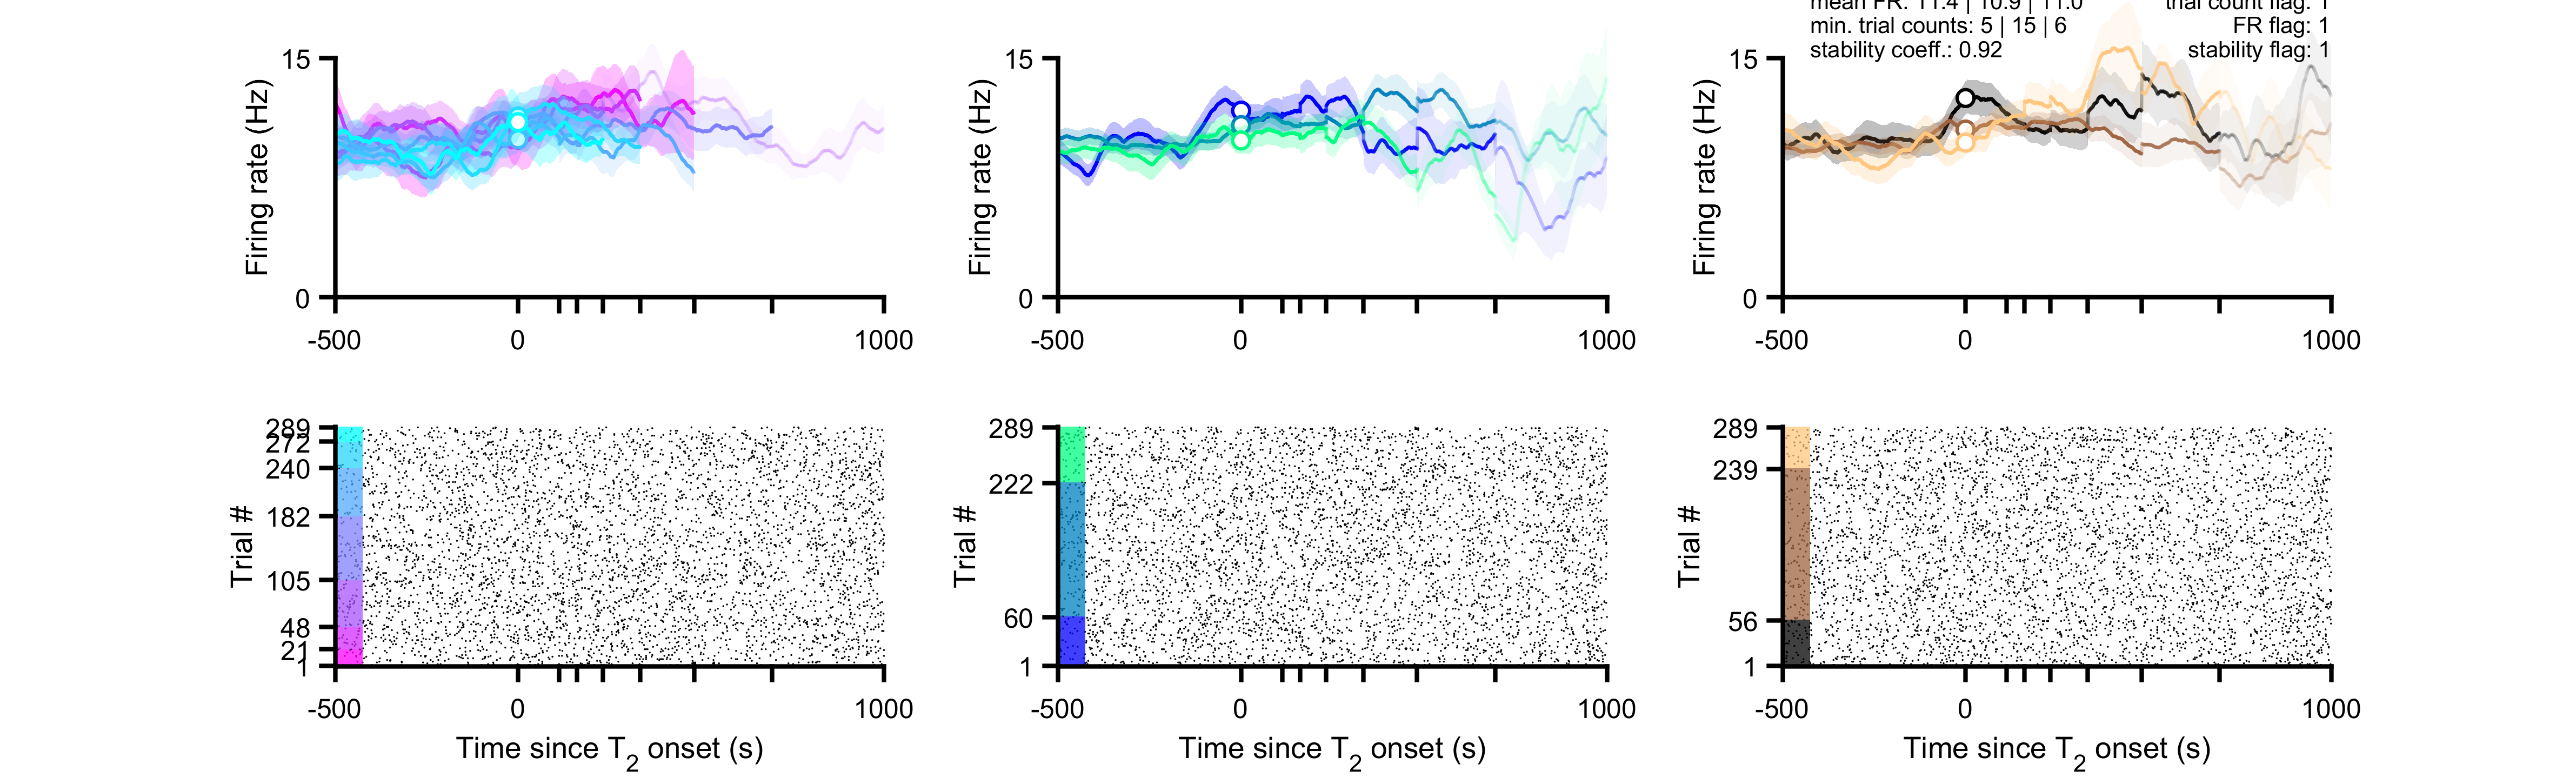 mean FR: 11.4 | 10.9 | 11.0
trial count flag: 1
min. trial counts: 5 | 15 | 6
FR flag: 1
stability coeff.: 0.92
stability flag: 1
15
Firing rate (Hz)
0
-500
0
1000
15
Firing rate (Hz)
0
-500
0
1000
15
Firing rate (Hz)
0
-500
0
1000
289
272
240
182
105
48
21
1
Trial #
-500
0
1000
Time since T2 onset (s)
289
222
60
1
Trial #
-500
0
1000
Time since T2 onset (s)
289
239
56
1
Trial #
-500
0
1000
Time since T2 onset (s)